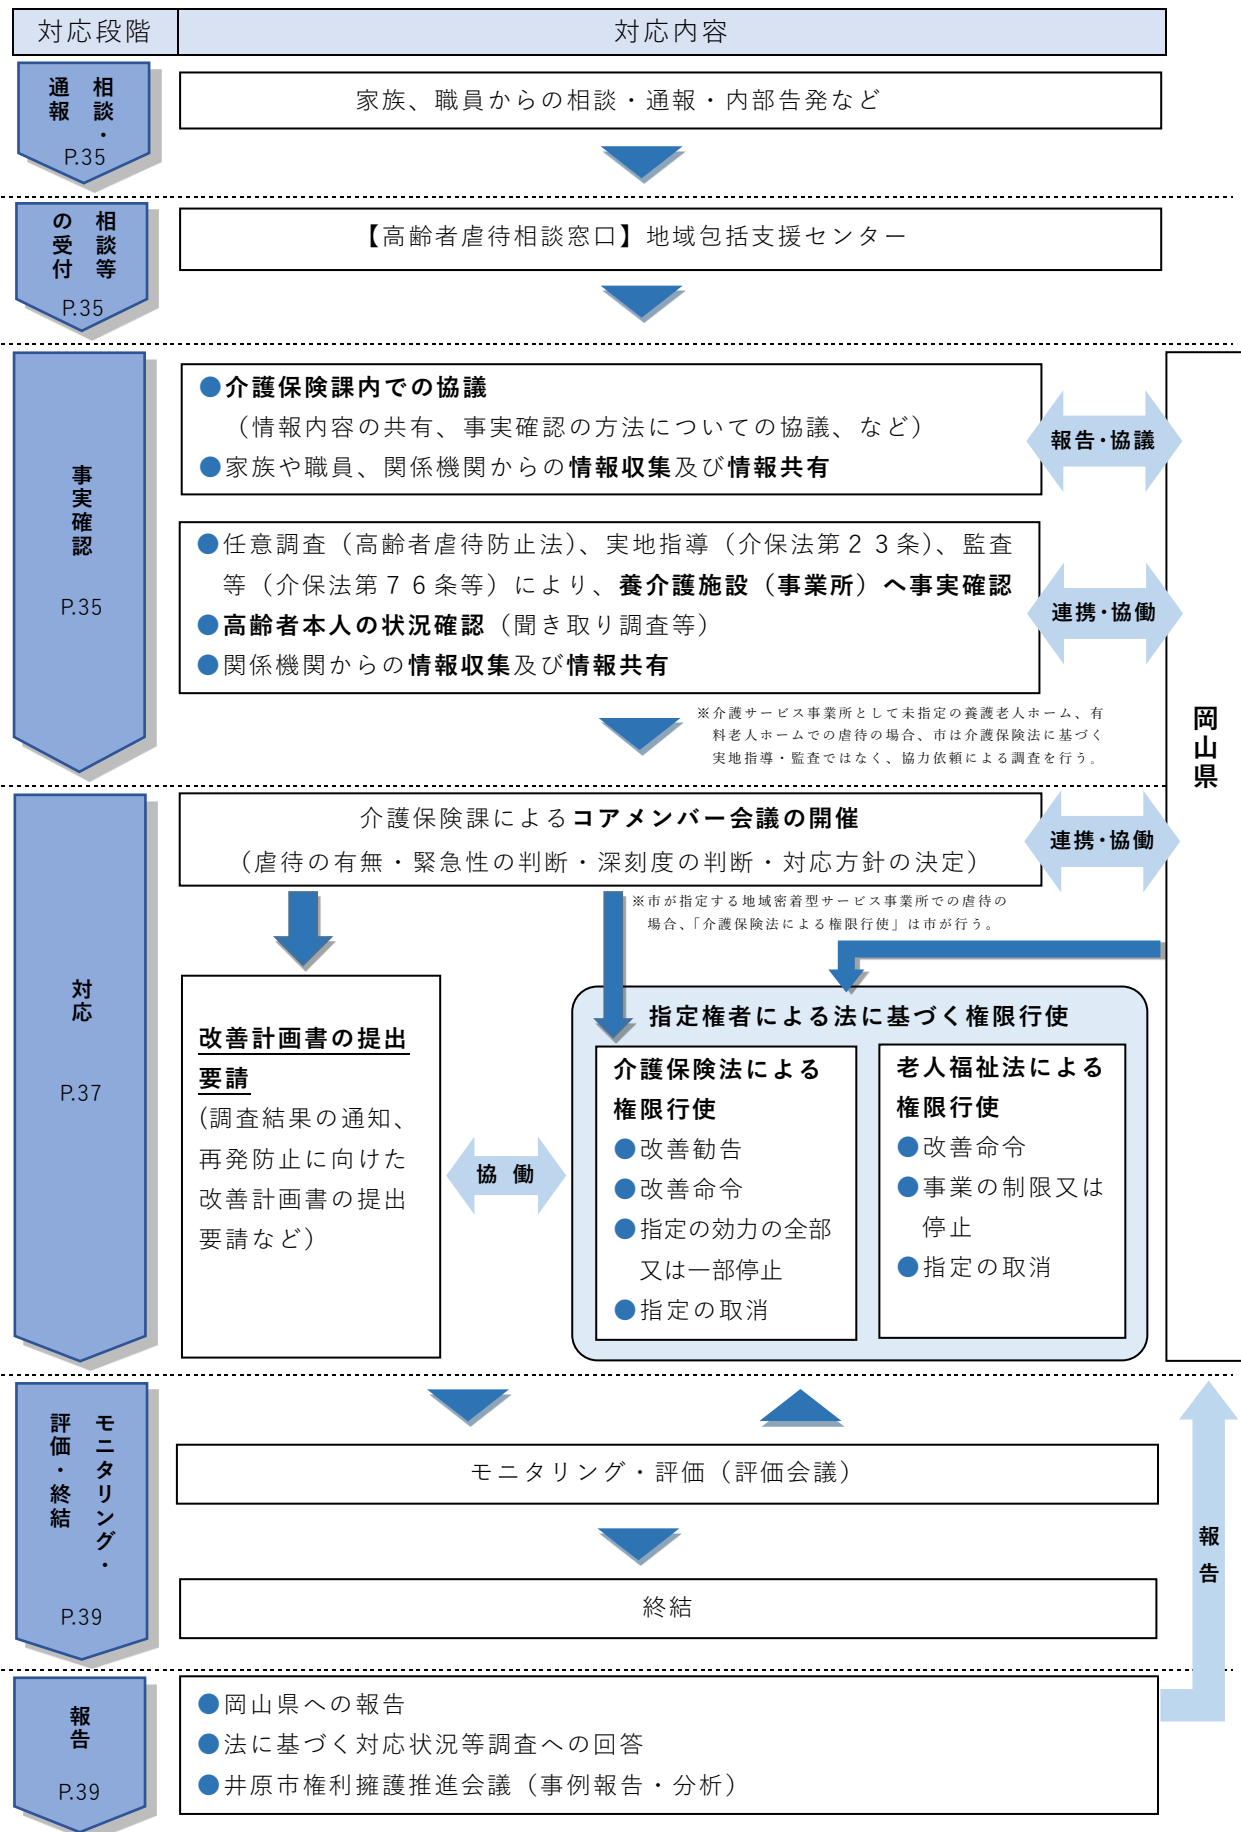 対応段階
対応内容
相談・
通報
P.35
家族、職員からの相談・通報・内部告発など
相談等
の受付
P.35
【高齢者虐待相談窓口】地域包括支援センター
事実確認
P.35
●介護保険課内での協議
（情報内容の共有、事実確認の方法についての協議、など）
●家族や職員、関係機関からの情報収集及び情報共有
報告・協議
●任意調査（高齢者虐待防止法）、実地指導（介保法第２３条）、監査
等（介保法第７６条等）により、養介護施設（事業所）へ事実確認
●高齢者本人の状況確認（聞き取り調査等）
●関係機関からの情報収集及び情報共有
連携・協働
※介護サービス事業所として未指定の養護老人ホーム、有
料老人ホームでの虐待の場合、市は介護保険法に基づく
実地指導・監査ではなく、協力依頼による調査を行う。
岡山県
対応
P.37
介護保険課によるコアメンバー会議の開催
（虐待の有無・緊急性の判断・深刻度の判断・対応方針の決定）
連携・協働
※市が指定する地域密着型サービス事業所での虐待の
場合、「介護保険法による権限行使」は市が行う。
改善計画書の提出
要請
(調査結果の通知、
再発防止に向けた
改善計画書の提出
要請など）
協 働
指定権者による法に基づく権限行使
介護保険法による
権限行使
●改善勧告
●改善命令
●指定の効力の全部
又は一部停止
●指定の取消
老人福祉法による
権限行使
●改善命令
●事業の制限又は
停止
●指定の取消
モニタリング・
評価・終結
P.39
モニタリング・評価（評価会議）
終結
報告
報告
P.39
●岡山県への報告
●法に基づく対応状況等調査への回答
●井原市権利擁護推進会議（事例報告・分析）